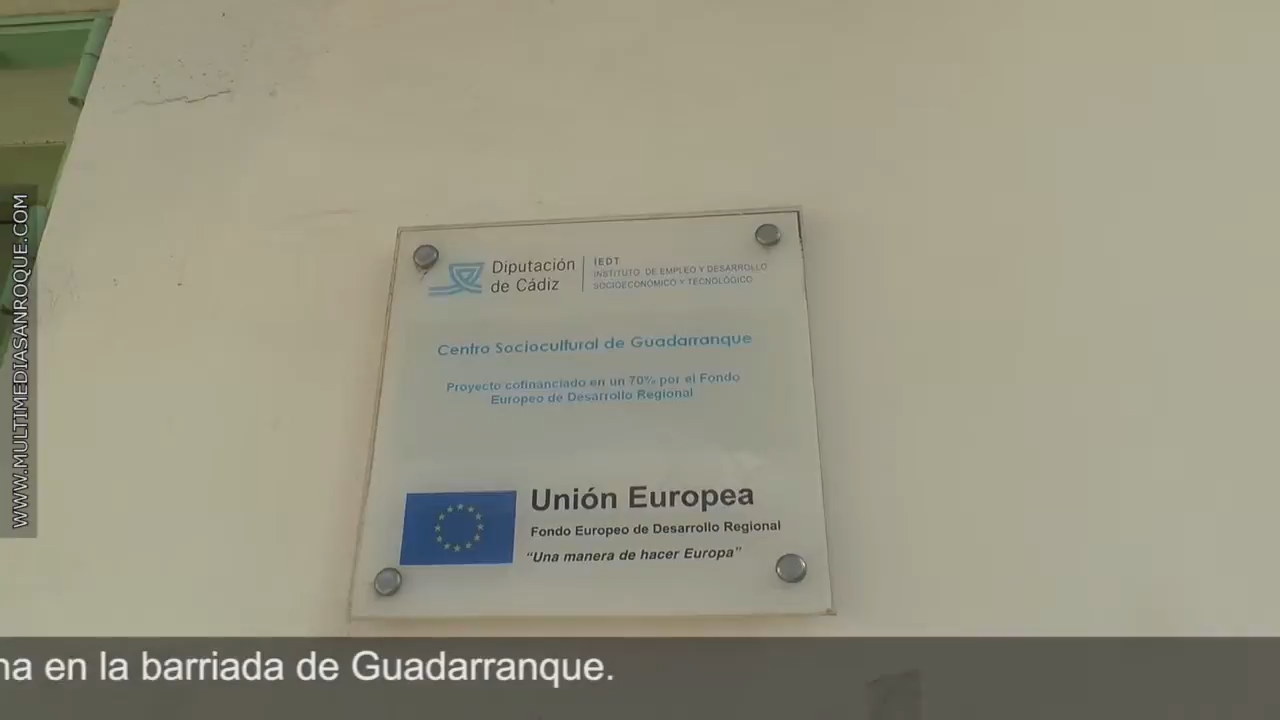 WWW.MULTIMEDIASANROQUE.COM
Diputación
de Cádiz
IEDT
INSTITUTO DE EMPLEO Y DESARROLLO
SOCIOECONÓMICO Y TECNOLÓGICO
Centro Sociocultural de Guadarranque
Proyecto cofinanciado en un 70% por el Fondo
Europeo de Desarrollo Regional
Unión Europea
Fondo Europeo de Desarrollo Regional
“Una manera de hacer Europa”
en la barriada de Guadarranque.